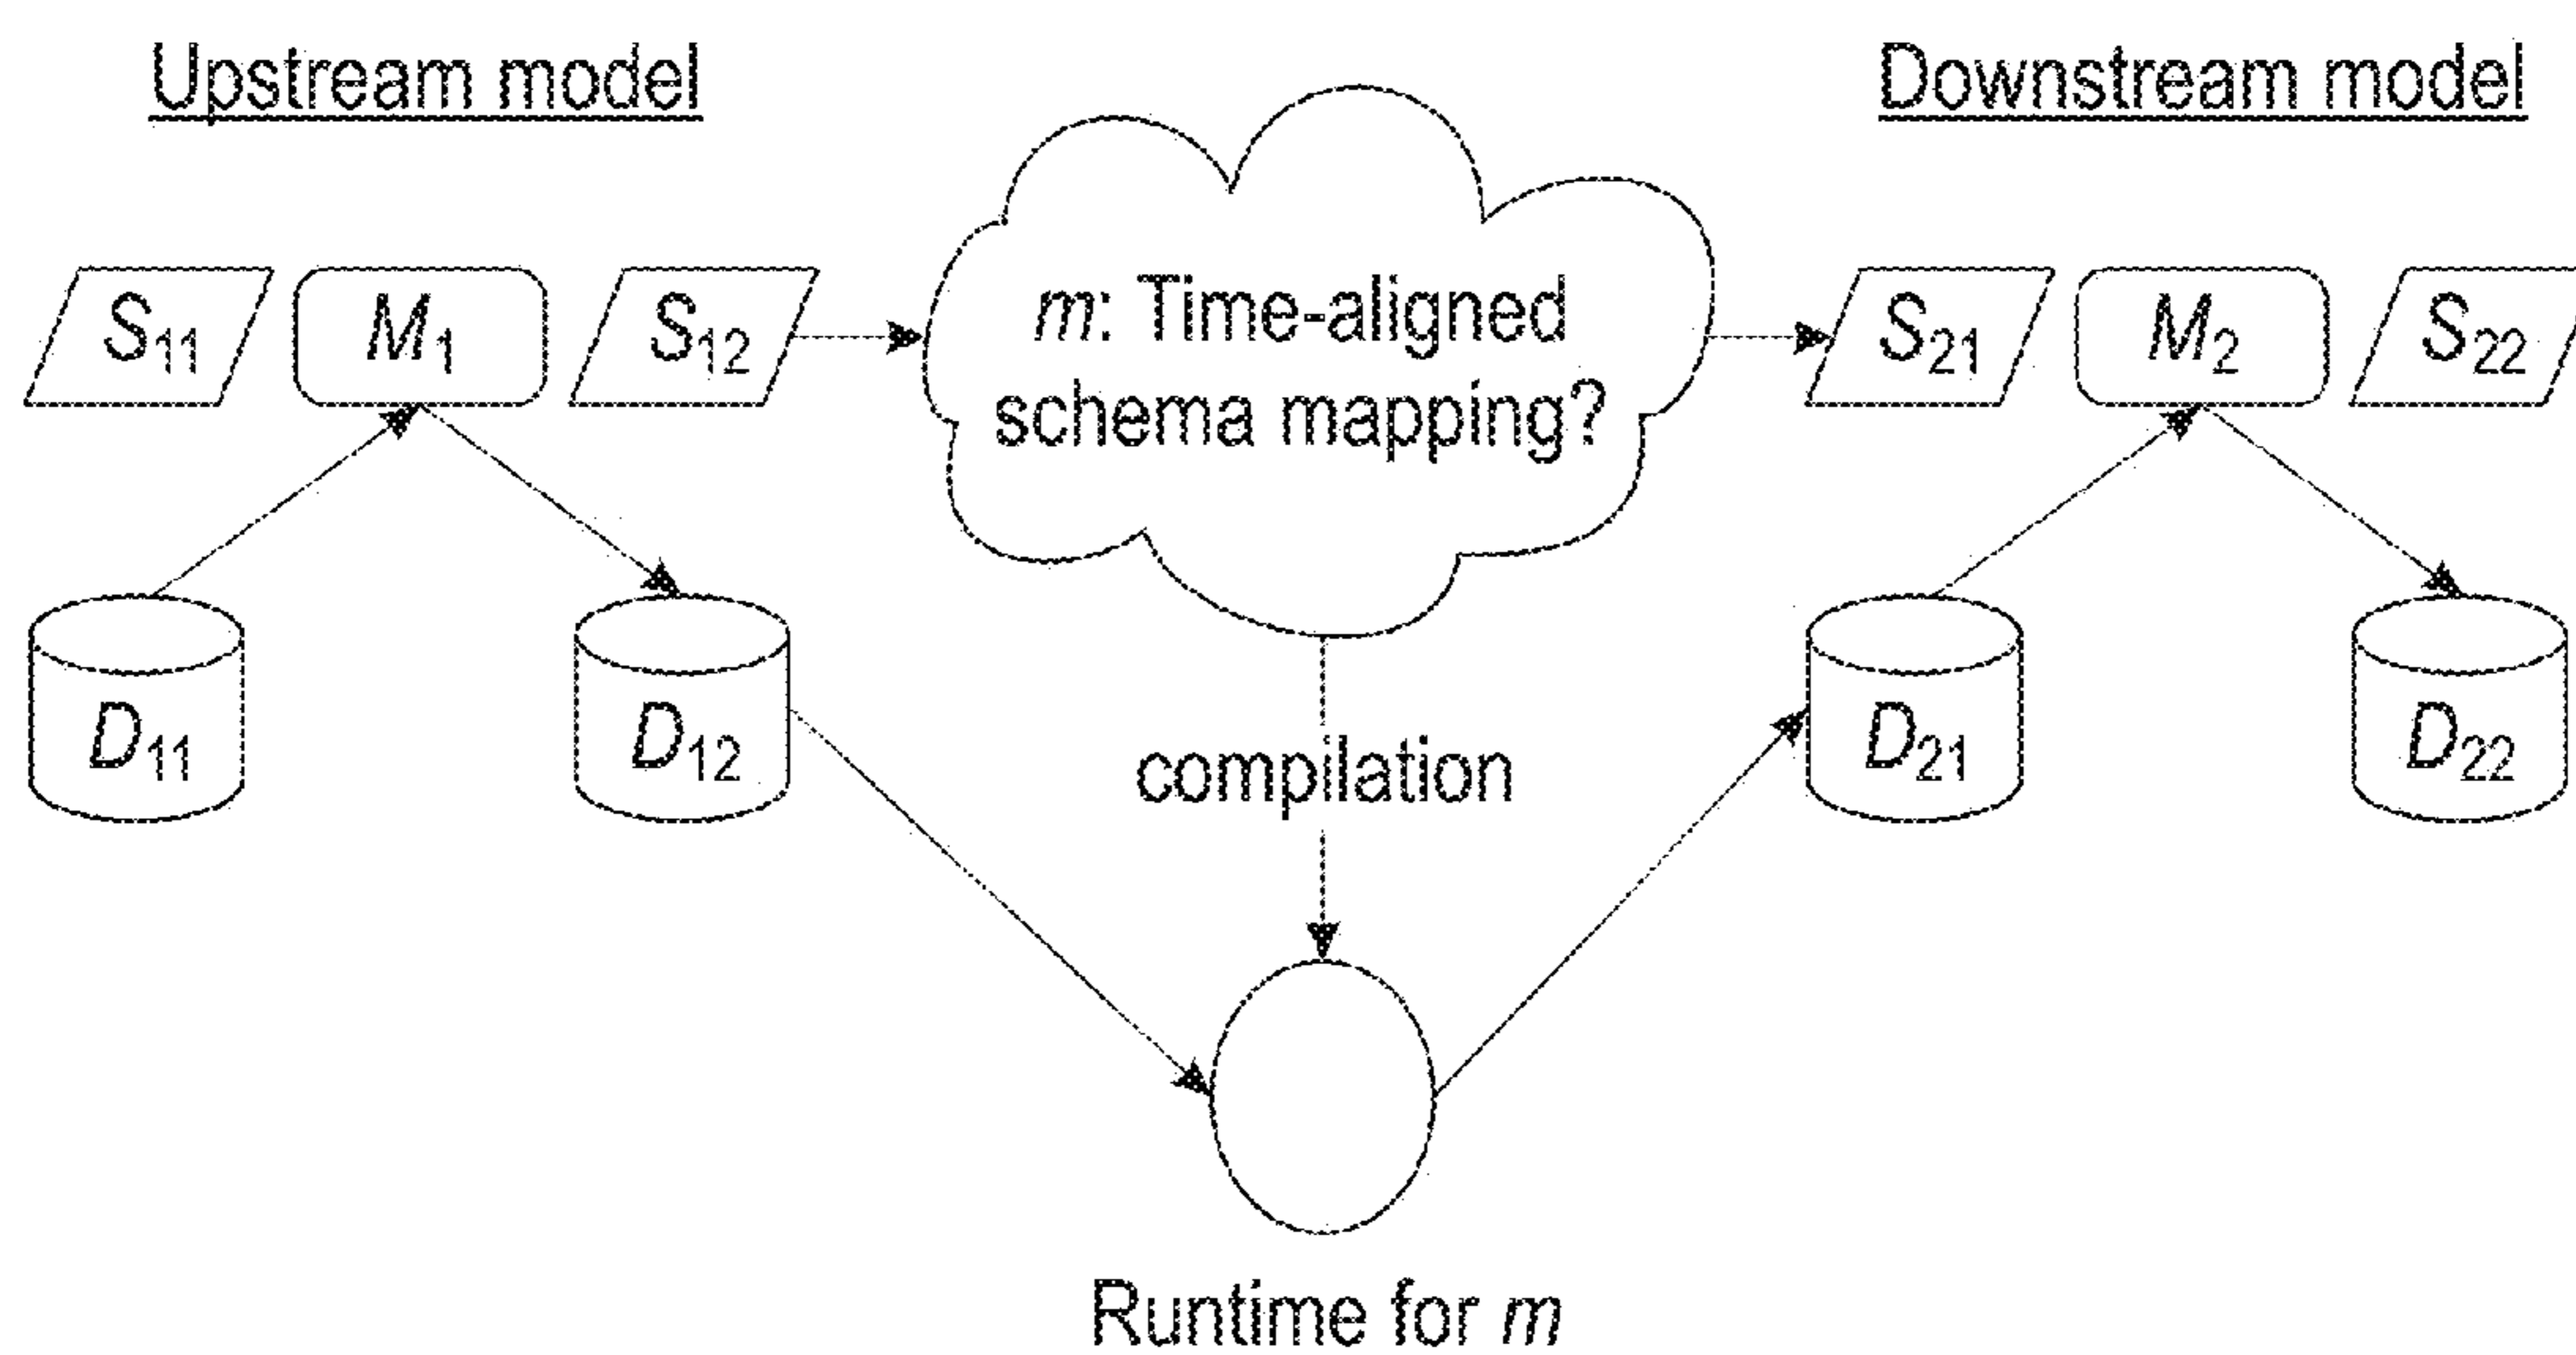 Upstream model
Downstream model
m: Time-aligned
schema mapping?
S11
M1
S12
S21
M2
S22
D11
D12
compilation
D21
D22
Runtime for m